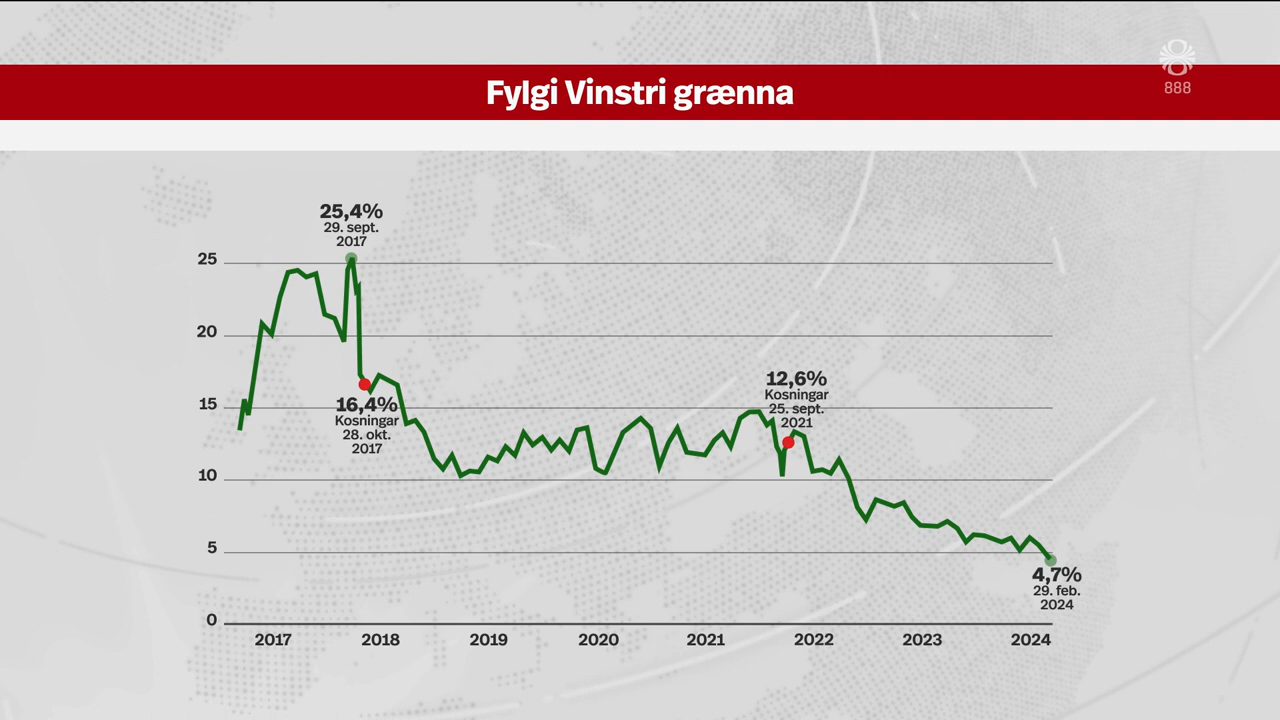 Fylgi Vinstri grænna
888
25,4%
29. sept.
2017
25
20
12,6%
Kosningar
25. sept.
2021
16,4%
Kosningar
28. okt.
2017
15
10
5
4,7%
29. feb.
2024
0
2017 2018 2019 2020 2021 2022 2023 2024